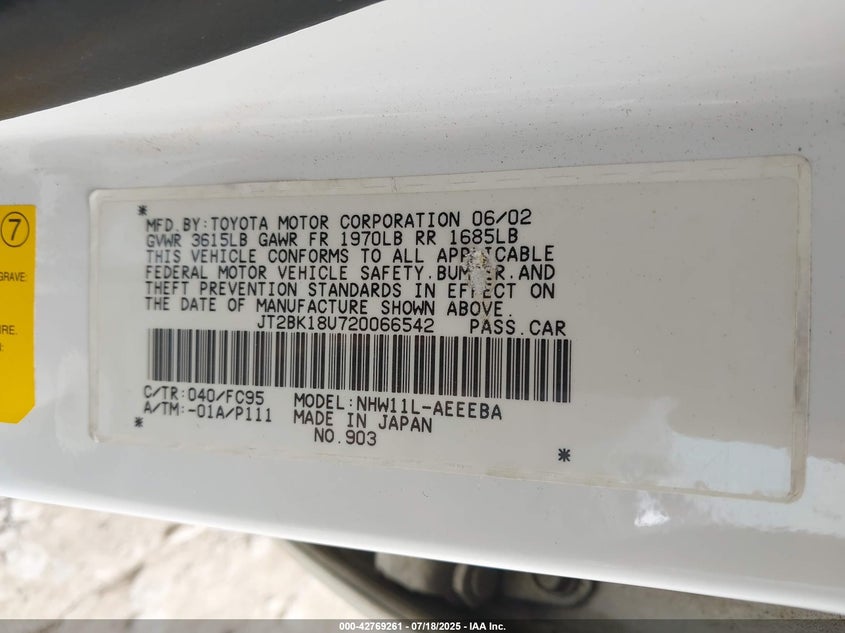 7
GRAVE:
MFD.BY:TOYOTA MOTOR CORPORATION 06/02
GVWR 3615LB GAWR FR 1970LB RR 1685LB
THIS VEHICLE CONFORMS TO ALL APPLICABLE
FEDERAL MOTOR VEHICLE SAFETY.BUMPER.AND
THEFT PREVENTION STANDARDS IN EFFECT ON
THE DATE OF MANUFACTURE SHOWN ABOVE.
JT2BK18U720066542 PASS.CAR
C/TR:040/FC95 MODEL:NHW11L-AEEEBA
A/TM:-01A/P111 MADE IN JAPAN
NO.903
000-42769261 - 07/18/2025 - IAA Inc.